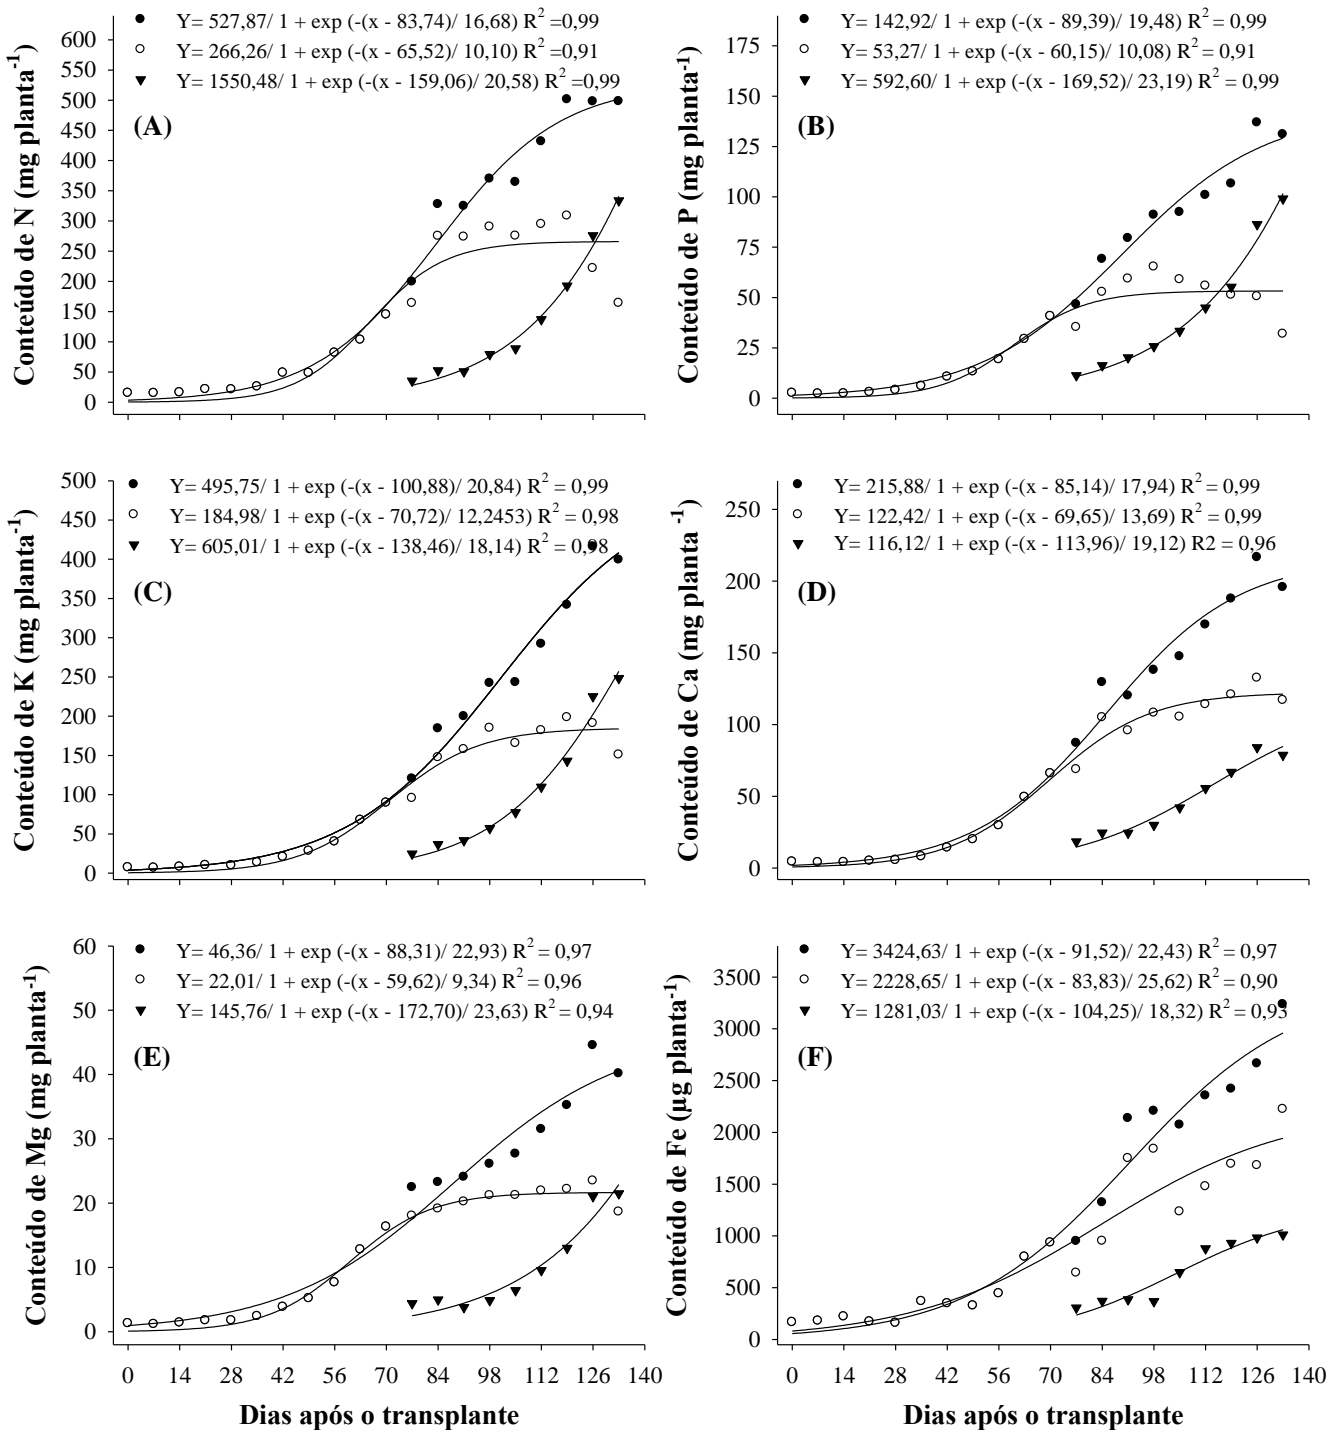 Y= 527,87/ 1 + exp (-(x - 83,74)/ 16,68) R² =0,99
Y= 266,26/ 1 + exp (-(x - 65,52)/ 10,10) R² =0,91
Y= 1550,48/ 1 + exp (-(x - 159,06)/ 20,58) R² =0,99
(A)
Conteúdo de N (mg planta⁻¹)
600
550
500
450
400
350
300
250
200
150
100
50
0
Y= 142,92/ 1 + exp (-(x - 89,39)/ 19,48) R² = 0,99
Y= 53,27/ 1 + exp (-(x - 60,15)/ 10,08) R² = 0,91
Y= 592,60/ 1 + exp (-(x - 169,52)/ 23,19) R² = 0,99
(B)
Conteúdo de P (mg planta⁻¹)
175
150
125
100
75
50
25
0
Y= 495,75/ 1 + exp (-(x - 100,88)/ 20,84) R² = 0,99
Y= 184,98/ 1 + exp (-(x - 70,72)/ 12,2453) R² = 0,98
Y= 605,01/ 1 + exp (-(x - 138,46)/ 18,14) R² = 0,98
(C)
Conteúdo de K (mg planta⁻¹)
500
450
400
350
300
250
200
150
100
50
0
Y= 215,88/ 1 + exp (-(x - 85,14)/ 17,94) R² = 0,99
Y= 122,42/ 1 + exp (-(x - 69,65)/ 13,69) R² = 0,99
Y= 116,12/ 1 + exp (-(x - 113,96)/ 19,12) R2 = 0,96
(D)
Conteúdo de Ca (mg planta ⁻¹)
250
200
150
100
50
0
Y= 46,36/ 1 + exp (-(x - 88,31)/ 22,93) R² = 0,97
Y= 22,01/ 1 + exp (-(x - 59,62)/ 9,34) R² = 0,96
Y= 145,76/ 1 + exp (-(x - 172,70)/ 23,63) R² = 0,94
(E)
Conteúdo de Mg (mg planta⁻¹)
60
50
40
30
20
10
0
0 14 28 42 56 70 84 98 112 126 140
Dias após o transplante
Y= 3424,63/ 1 + exp (-(x - 91,52)/ 22,43) R² = 0,97
Y= 2228,65/ 1 + exp (-(x - 83,83)/ 25,62) R² = 0,90
Y= 1281,03/ 1 + exp (-(x - 104,25)/ 18,32) R² = 0,93
(F)
Conteúdo de Fe (µg planta⁻¹)
3500
3000
2500
2000
1500
1000
500
0
0 14 28 42 56 70 84 98 112 126 140
Dias após o transplante